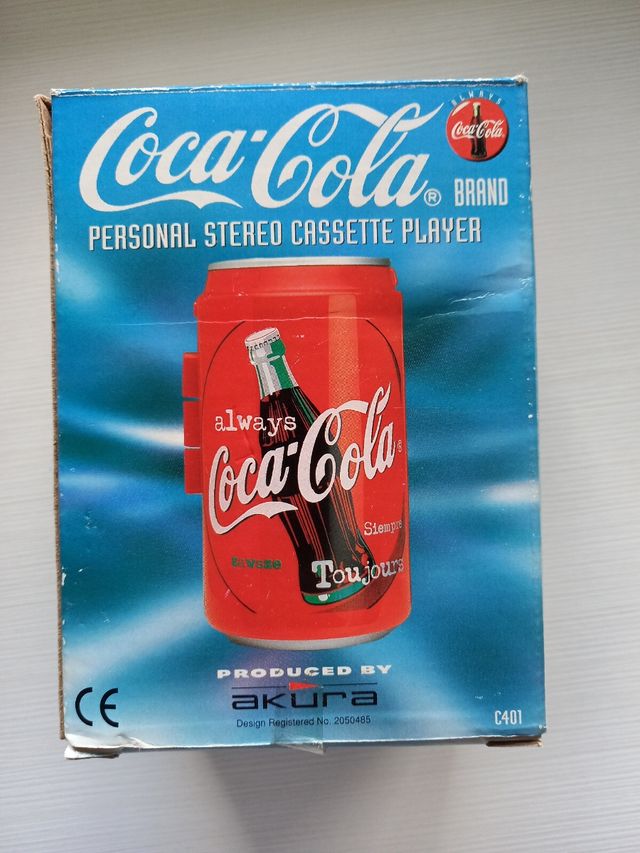 Coca-Cola® BRAND
ALWAYS
Coca-Cola
PERSONAL STEREO CASSETTE PLAYER
always
Coca-Cola®
Siempre
zawsze
Toujours
PRODUCED BY
akura
Design Registered No. 2050485
CE
C401